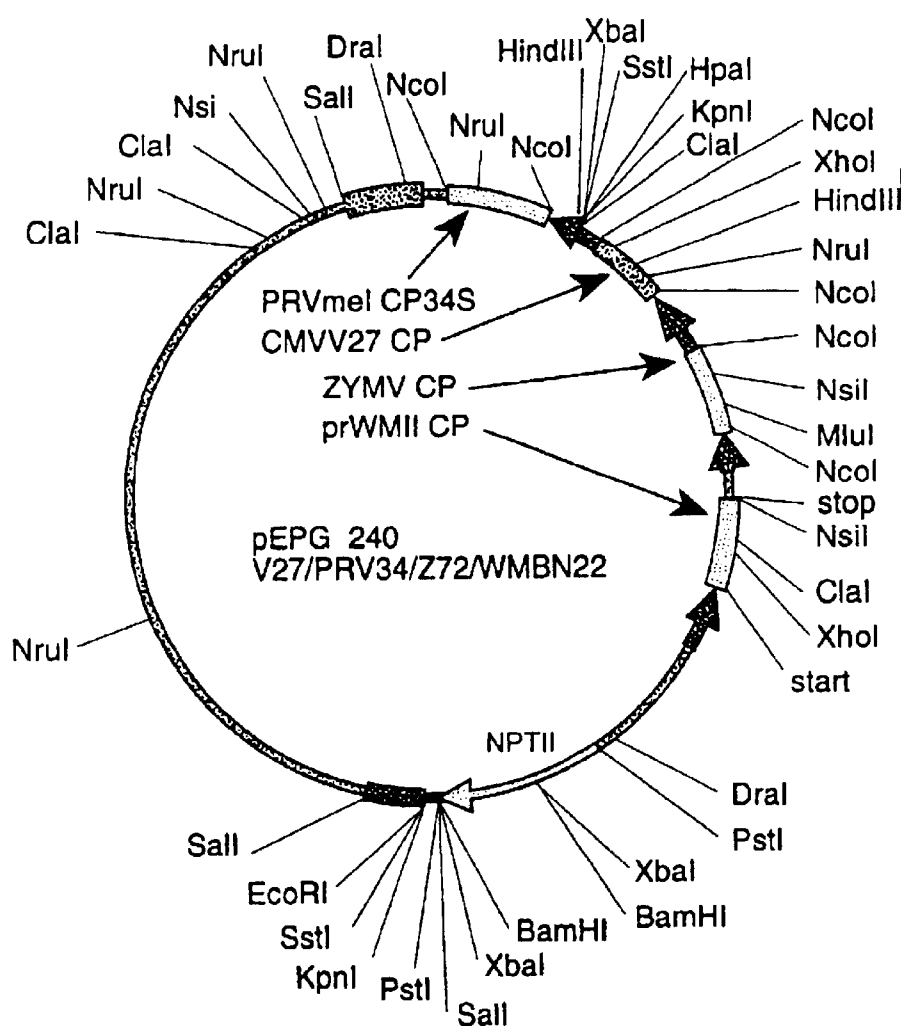 XbaI
HindIII
SstI
HpaI
KpnI
ClaI
NcoI
XhoI
HindIII
NruI
NcoI
NcoI
NsiI
MluI
NcoI
stop
NsiI
ClaI
XhoI
start
DraI
PstI
XbaI
BamHI
BamHI
XbaI
SalI
PstI
KpnI
SstI
EcoRI
SalI
NruI
ClaI
NruI
ClaI
Nsi
NruI
SalI
DraI
NcoI
NruI
NcoI
PRVmel CP34S
CMVV27 CP
ZYMV CP
prWMII CP
pEPG 240
V27/PRV34/Z72/WMBN22
NPTII